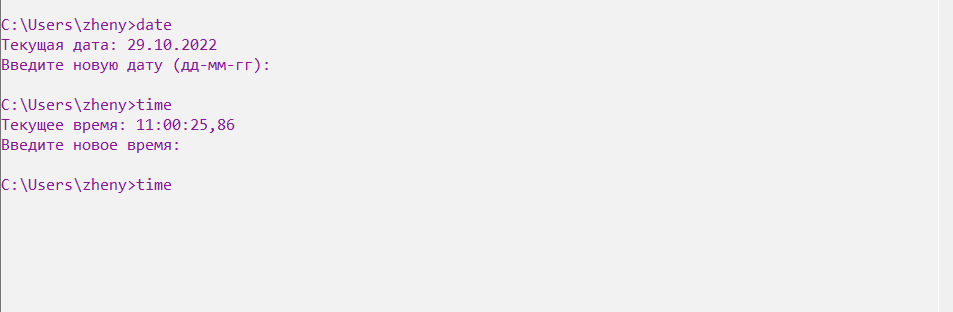 C:\Users\zheny>date
Текущая дата: 29.10.2022
Введите новую дату (дд-мм-гг):
C:\Users\zheny>time
Текущее время: 11:00:25,86
Введите новое время:
C:\Users\zheny>time